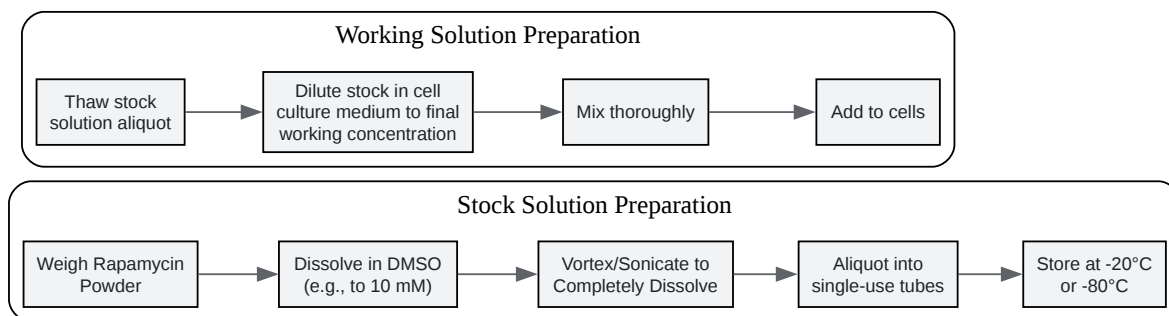 Working Solution Preparation
Thaw stock
solution aliquot
Dilute stock in cell
culture medium to final
working concentration
Mix thoroughly
Add to cells
Stock Solution Preparation
Weigh Rapamycin
Powder
Dissolve in DMSO
(e.g., to 10 mM)
Vortex/Sonicate to
Completely Dissolve
Aliquot into
single-use tubes
Store at -20°C
or -80°C